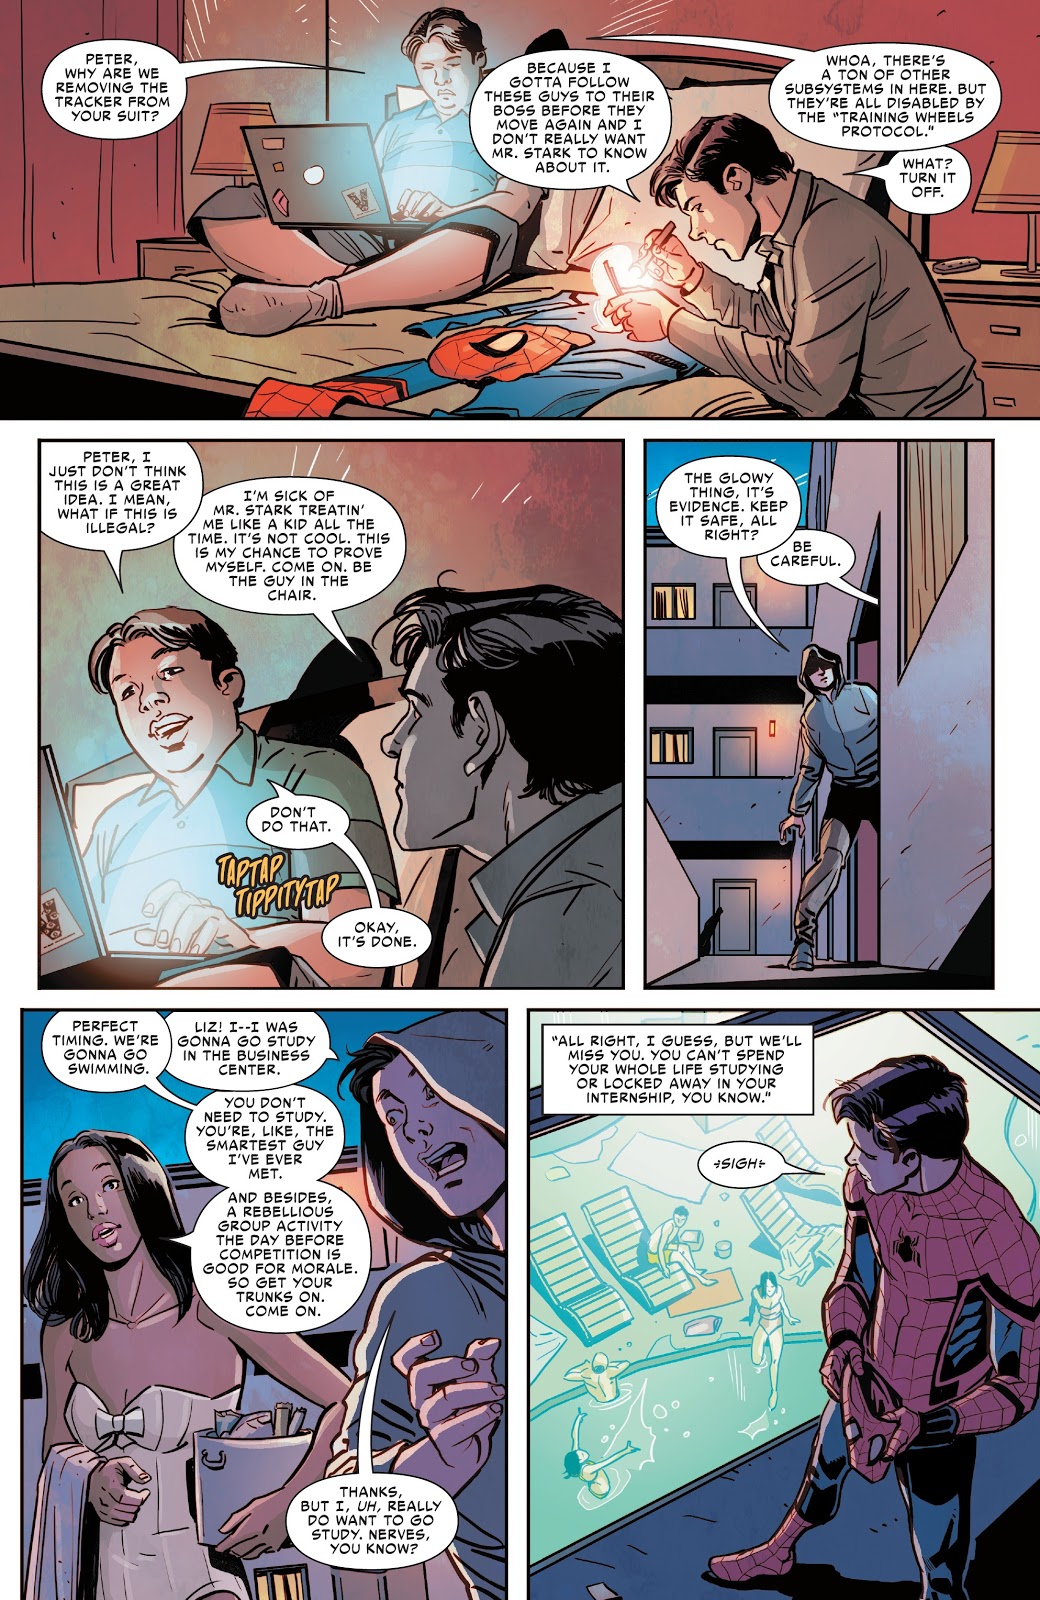 PETER,
WHY ARE WE
REMOVING THE
TRACKER FROM
YOUR SUIT?
BECAUSE I
GOTTA FOLLOW
THESE GUYS TO THEIR
BOSS BEFORE THEY
MOVE AGAIN AND I
DON'T REALLY WANT
MR. STARK TO KNOW
ABOUT IT.
WHOA, THERE'S
A TON OF OTHER
SUBSYSTEMS IN HERE. BUT
THEY'RE ALL DISABLED BY
THE "TRAINING WHEELS
PROTOCOL."
WHAT?
TURN IT
OFF.
PETER, I
JUST DON'T THINK
THIS IS A GREAT
IDEA. I MEAN,
WHAT IF THIS IS
ILLEGAL?
I'M SICK OF
MR. STARK TREATIN'
ME LIKE A KID ALL THE
TIME. IT'S NOT COOL. THIS
IS MY CHANCE TO PROVE
MYSELF. COME ON. BE
THE GUY IN THE
CHAIR.
DON'T
DO THAT.
TAPTAP
TIPPITYTAP
OKAY,
IT'S DONE.
THE GLOWY
THING, IT'S
EVIDENCE. KEEP
IT SAFE, ALL
RIGHT?
BE
CAREFUL.
PERFECT
TIMING. WE'RE
GONNA GO
SWIMMING.
LIZ! I--I WAS
GONNA GO STUDY
IN THE BUSINESS
CENTER.
YOU DON'T
NEED TO STUDY.
YOU'RE, LIKE, THE
SMARTEST GUY
I'VE EVER
MET.
AND BESIDES,
A REBELLIOUS
GROUP ACTIVITY
THE DAY BEFORE
COMPETITION IS
GOOD FOR MORALE.
SO GET YOUR
TRUNKS ON.
COME ON.
THANKS,
BUT I, UH, REALLY
DO WANT TO GO
STUDY. NERVES,
YOU KNOW?
"ALL RIGHT, I GUESS, BUT WE'LL
MISS YOU. YOU CAN'T SPEND
YOUR WHOLE LIFE STUDYING
OR LOCKED AWAY IN YOUR
INTERNSHIP, YOU KNOW."
÷SIGH÷